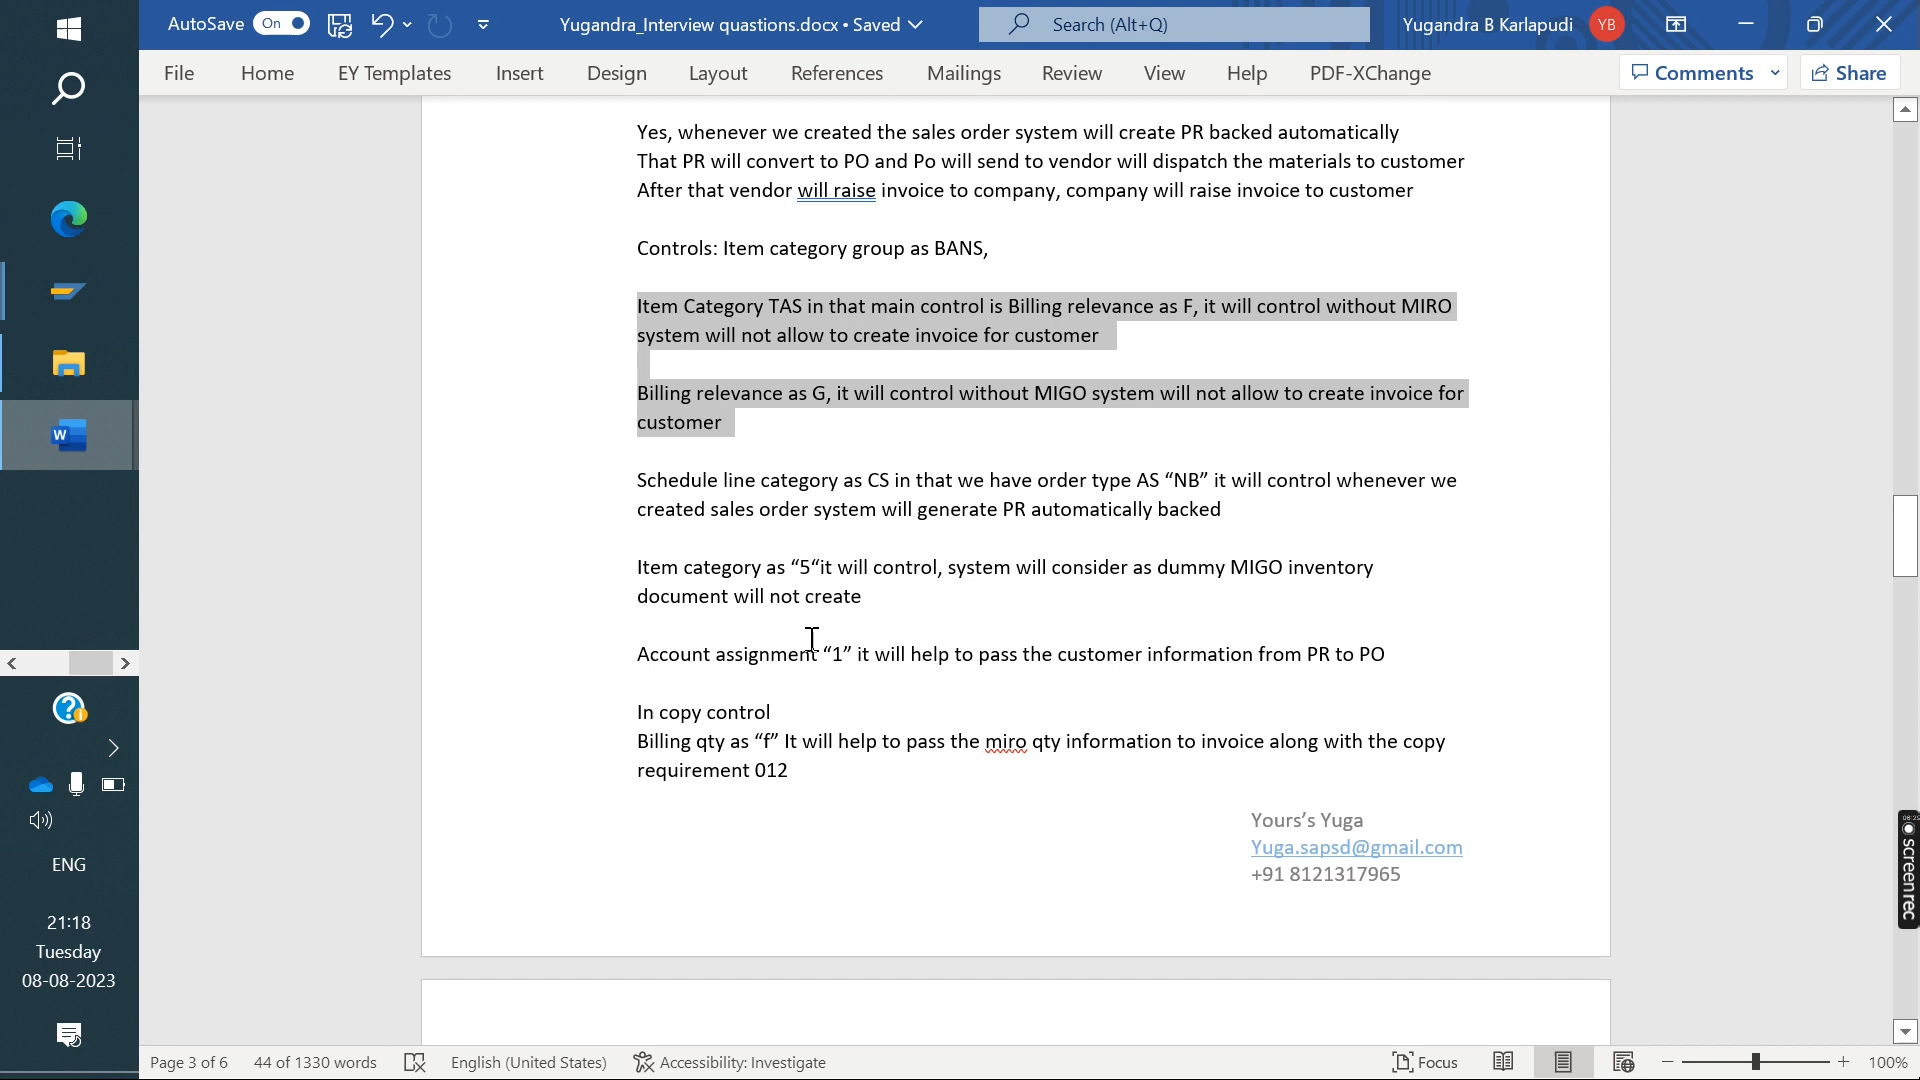 AutoSave On
Yugandra_Interview quastions.docx • Saved
Search (Alt+Q)
Yugandra B Karlapudi YB
File Home EY Templates Insert Design Layout References Mailings Review View Help PDF-XChange Comments Share
Yes, whenever we created the sales order system will create PR backed automatically
That PR will convert to PO and Po will send to vendor will dispatch the materials to customer
After that vendor will raise invoice to company, company will raise invoice to customer
Controls: Item category group as BANS,
Item Category TAS in that main control is Billing relevance as F, it will control without MIRO
system will not allow to create invoice for customer
Billing relevance as G, it will control without MIGO system will not allow to create invoice for
customer
Schedule line category as CS in that we have order type AS “NB” it will control whenever we
created sales order system will generate PR automatically backed
Item category as “5“it will control, system will consider as dummy MIGO inventory
document will not create
Account assignment “1” it will help to pass the customer information from PR to PO
In copy control
Billing qty as “f” It will help to pass the miro qty information to invoice along with the copy
requirement 012
Yours’s Yuga
Yuga.sapsd@gmail.com
+91 8121317965
W
ENG
21:18
Tuesday
08-08-2023
08:25
screenrec
Page 3 of 6 44 of 1330 words English (United States) Accessibility: Investigate Focus 100%